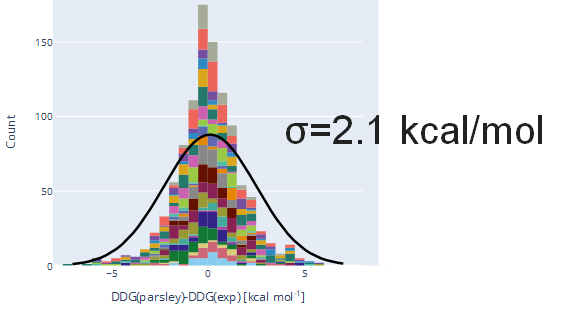 150
100
50
0
Count
σ=2.1 kcal/mol
−5
0
5
DDG(parsley)-DDG(exp) [kcal mol⁻¹]